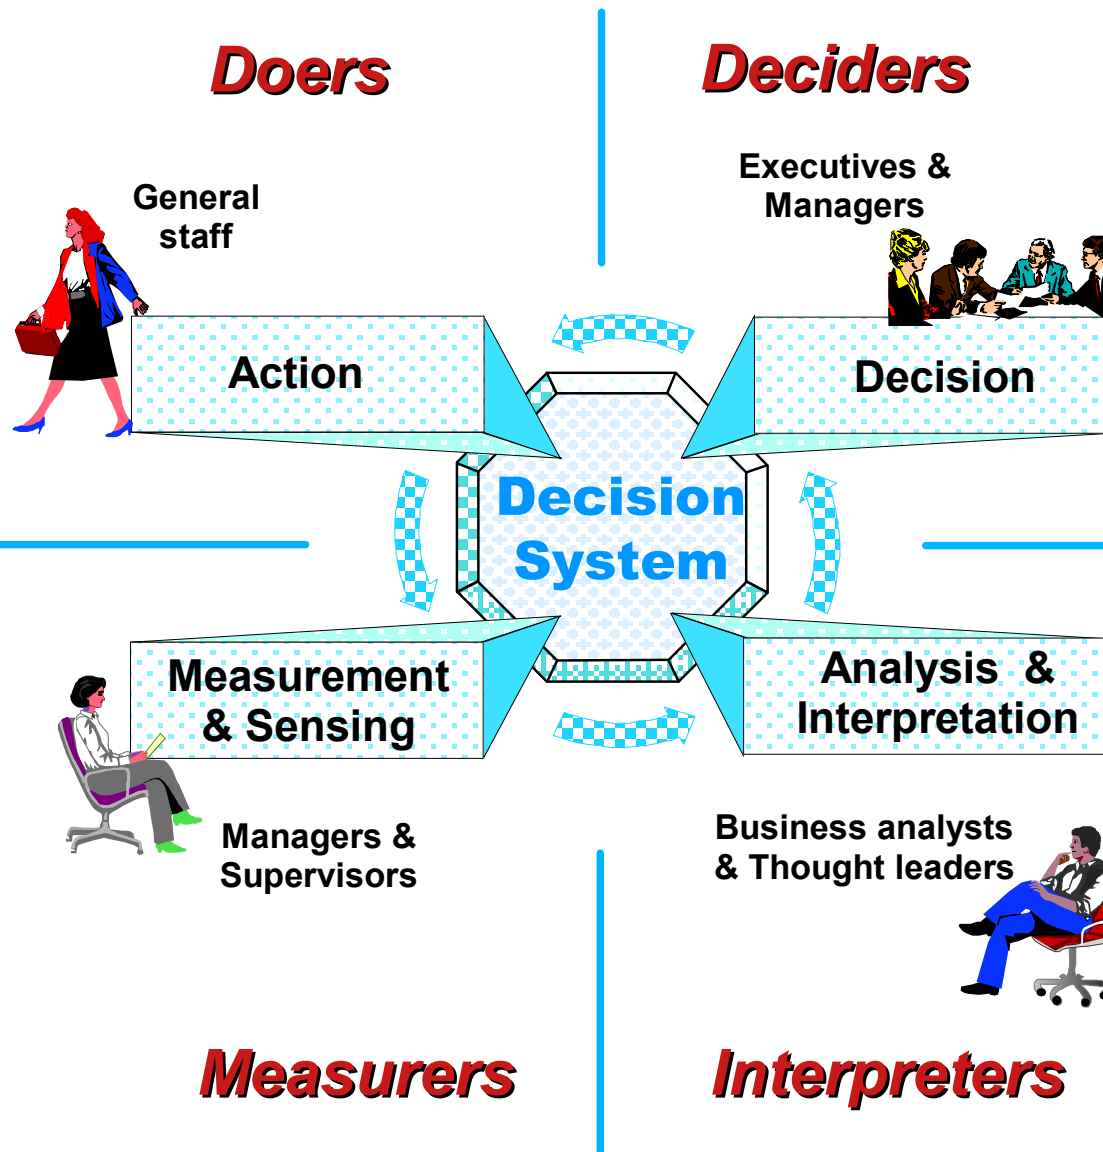 Doers
Deciders
General
staff
Executives &
Managers
Action
Decision
Decision
System
Measurement
& Sensing
Analysis &
Interpretation
Managers &
Supervisors
Business analysts
& Thought leaders
Measurers
Interpreters